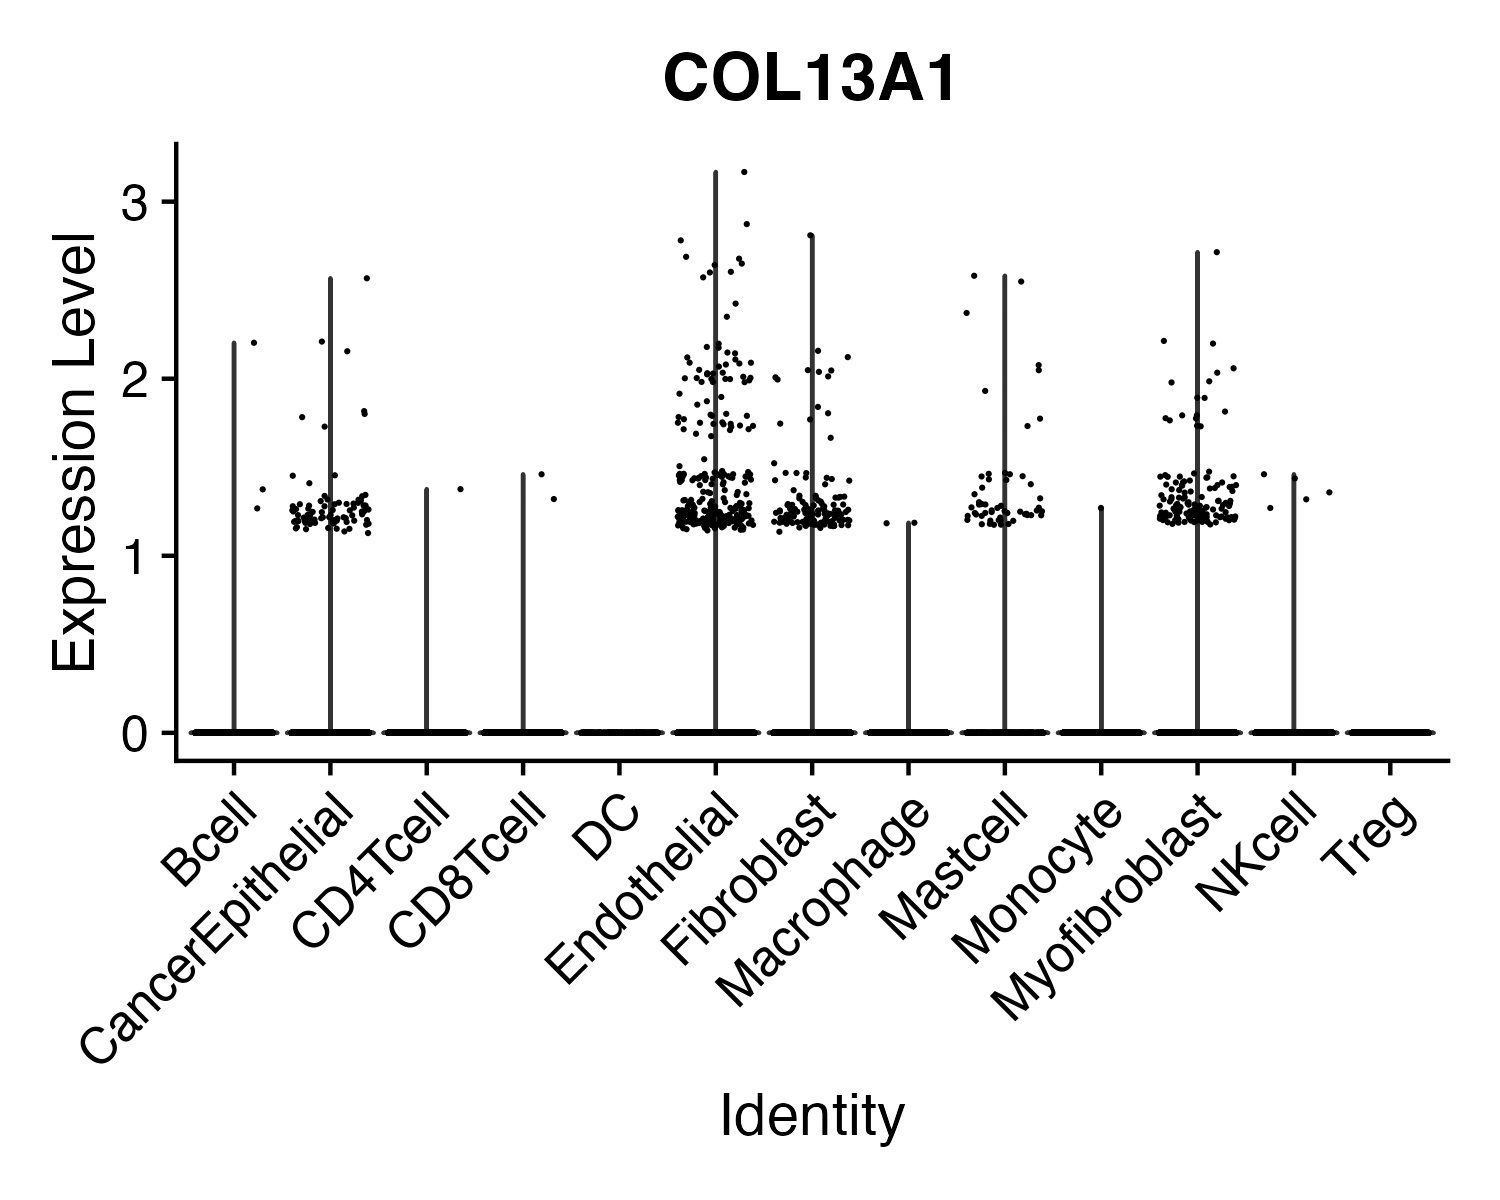 COL13A1
Expression Level
3
2
1
0
Bcell
CancerEpithelial
CD4Tcell
CD8Tcell
DC
Endothelial
Fibroblast
Macrophage
Mastcell
Monocyte
Myofibroblast
NKcell
Treg
Identity